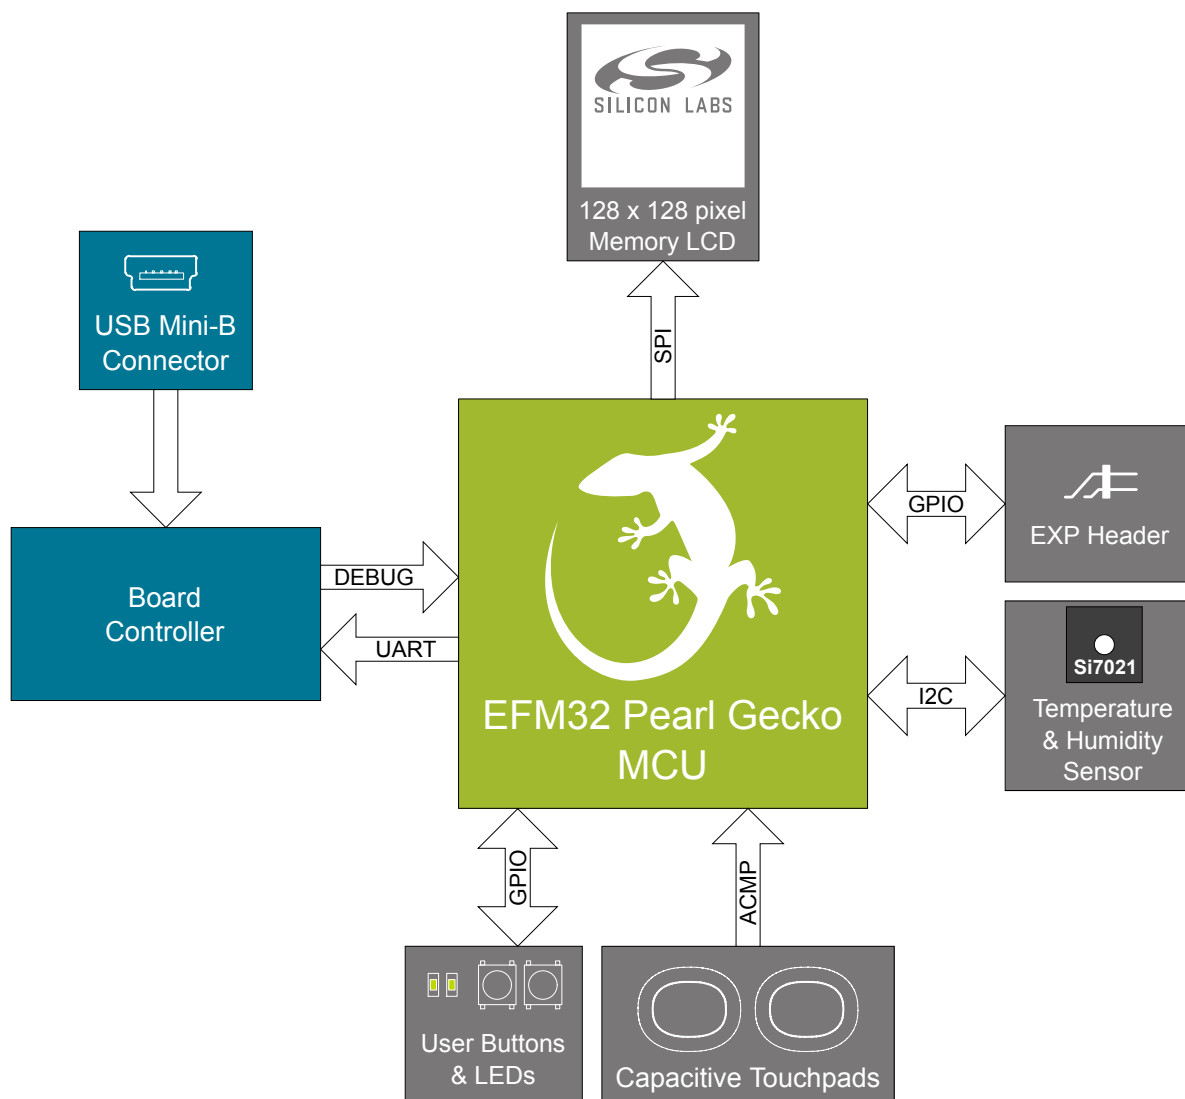 SILICON LABS
128 x 128 pixel
Memory LCD
USB Mini-B
Connector
SPI
GPIO
EXP Header
Board
Controller
DEBUG
UART
EFM32 Pearl Gecko
MCU
Si7021
I2C
Temperature
& Humidity
Sensor
GPIO
ACMP
User Buttons
& LEDs
Capacitive Touchpads